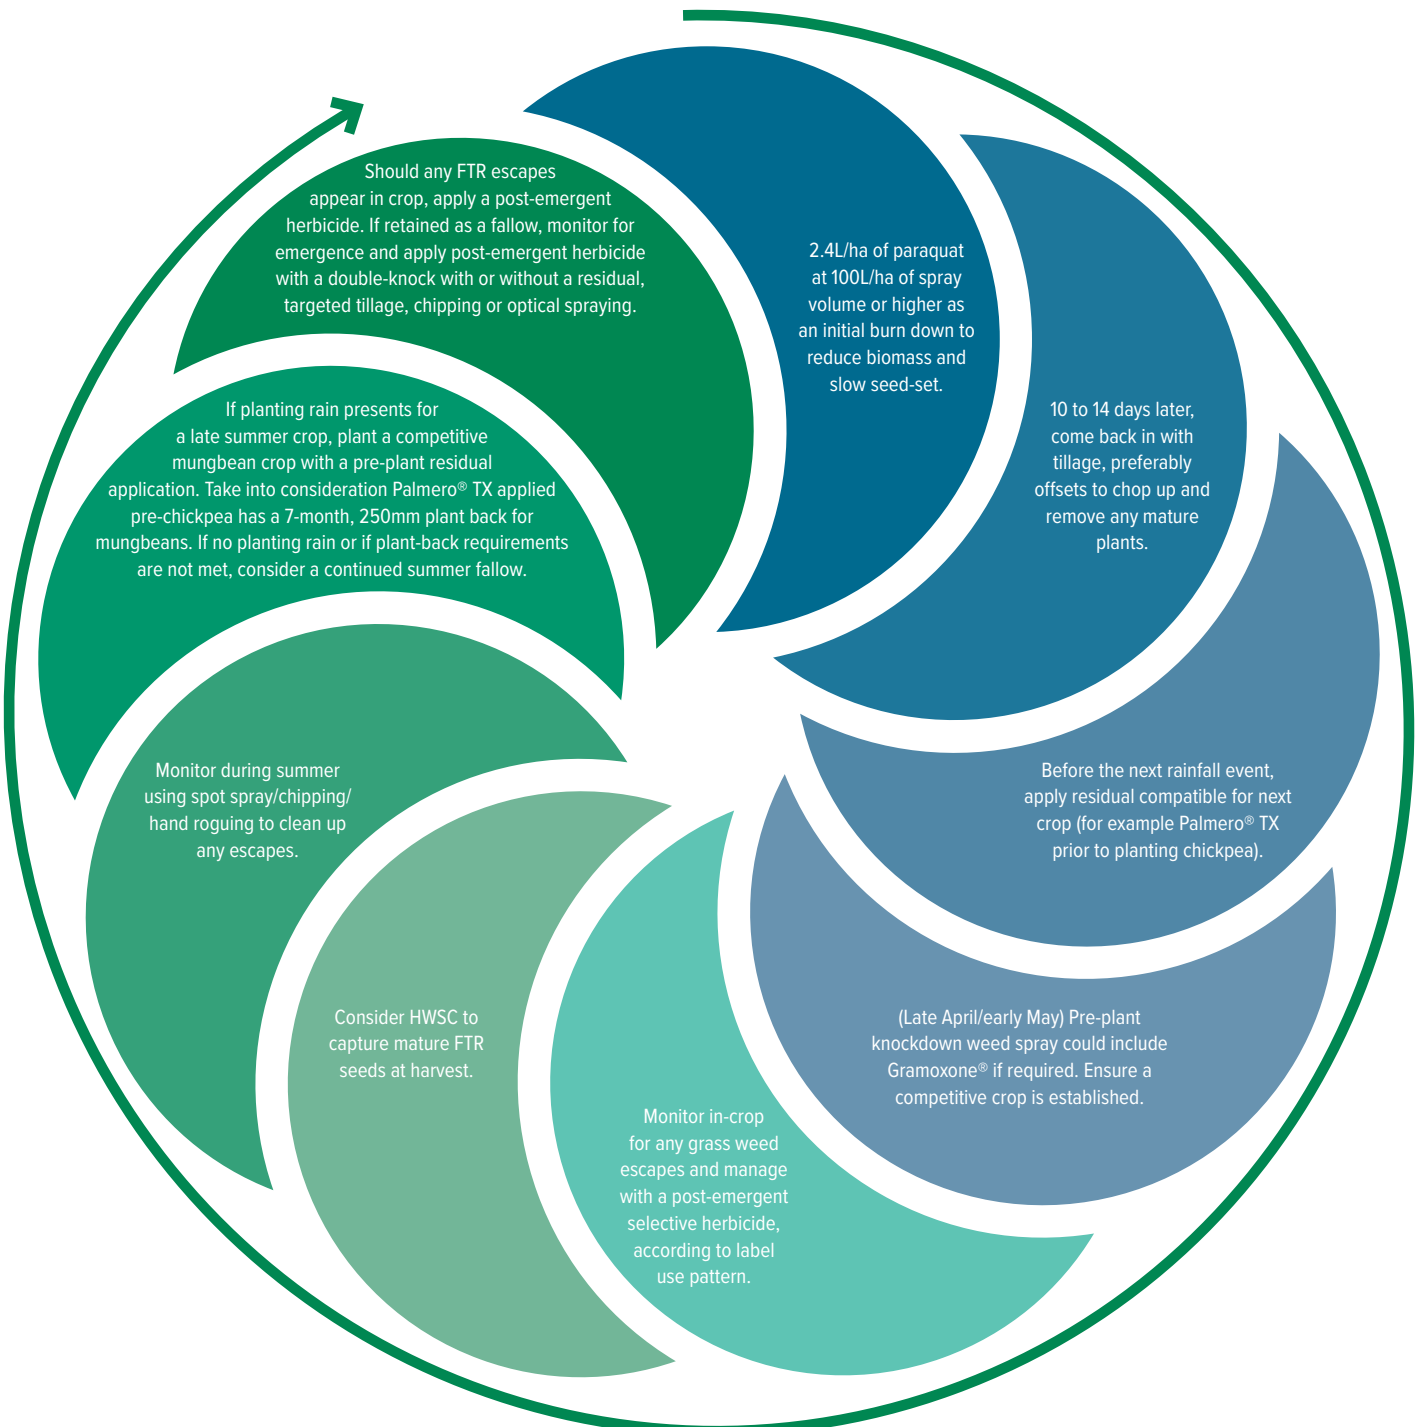 2.4L/ha of paraquat
at 100L/ha of spray
volume or higher as
an initial burn down to
reduce biomass and
slow seed-set.
10 to 14 days later,
come back in with
tillage, preferably
offsets to chop up and
remove any mature
plants.
Before the next rainfall event,
apply residual compatible for next
crop (for example Palmero® TX
prior to planting chickpea).
(Late April/early May) Pre-plant
knockdown weed spray could include
Gramoxone® if required. Ensure a
competitive crop is established.
Monitor in-crop
for any grass weed
escapes and manage
with a post-emergent
selective herbicide,
according to label
use pattern.
Consider HWSC to
capture mature FTR
seeds at harvest.
Monitor during summer
using spot spray/chipping/
hand roguing to clean up
any escapes.
If planting rain presents for
a late summer crop, plant a competitive
mungbean crop with a pre-plant residual
application. Take into consideration Palmero® TX applied
pre-chickpea has a 7-month, 250mm plant back for
mungbeans. If no planting rain or if plant-back requirements
are not met, consider a continued summer fallow.
Should any FTR escapes
appear in crop, apply a post-emergent
herbicide. If retained as a fallow, monitor for
emergence and apply post-emergent herbicide
with a double-knock with or without a residual,
targeted tillage, chipping or optical spraying.